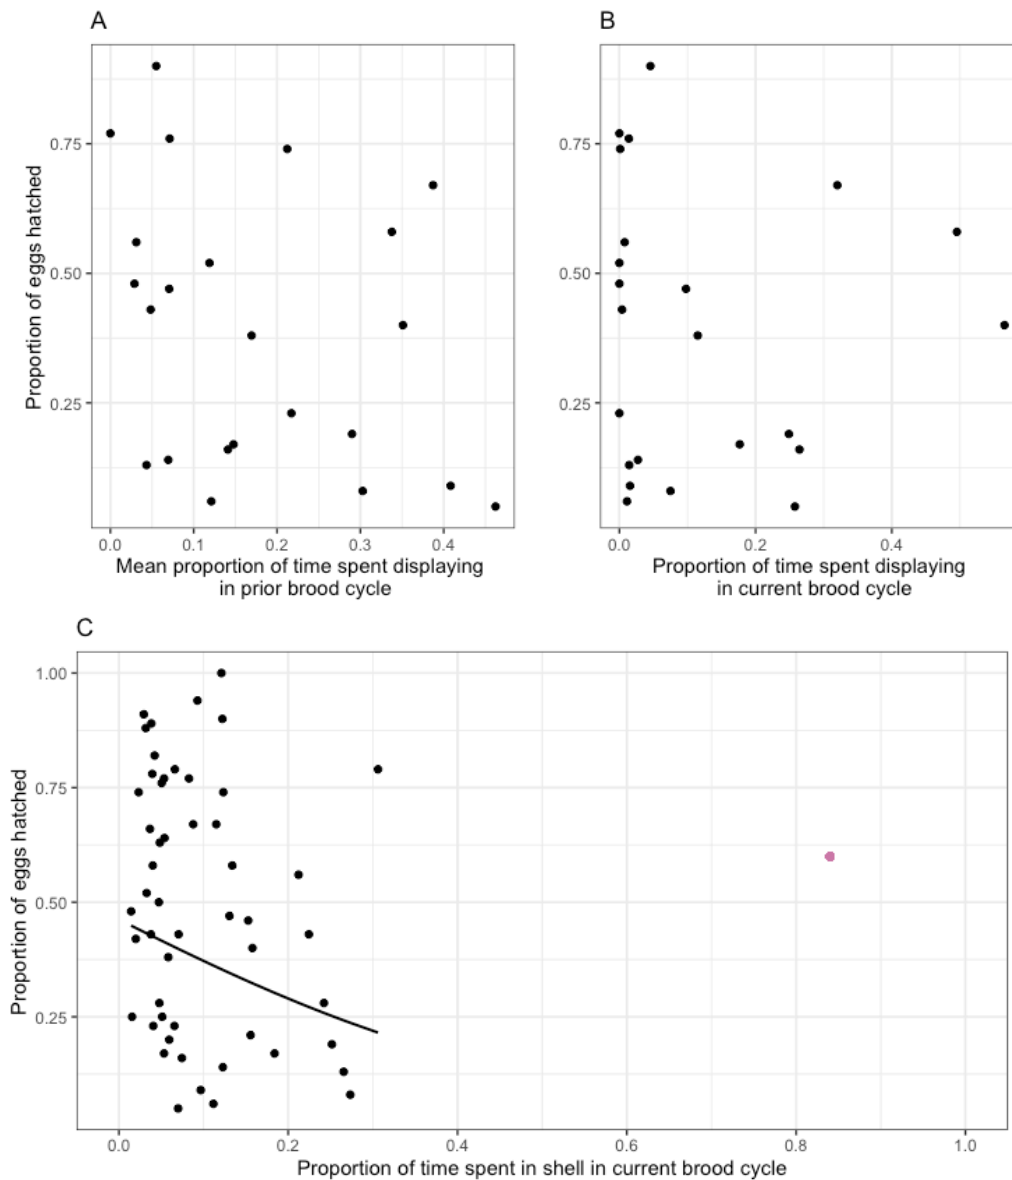 A
B
Proportion of eggs hatched
0.75
0.50
0.25
0.0 0.1 0.2 0.3 0.4
Mean proportion of time spent displaying
in prior brood cycle
0.75
0.50
0.25
0.0 0.2 0.4
Proportion of time spent displaying
in current brood cycle
C
Proportion of eggs hatched
1.00
0.75
0.50
0.25
0.0 0.2 0.4 0.6 0.8 1.0
Proportion of time spent in shell in current brood cycle